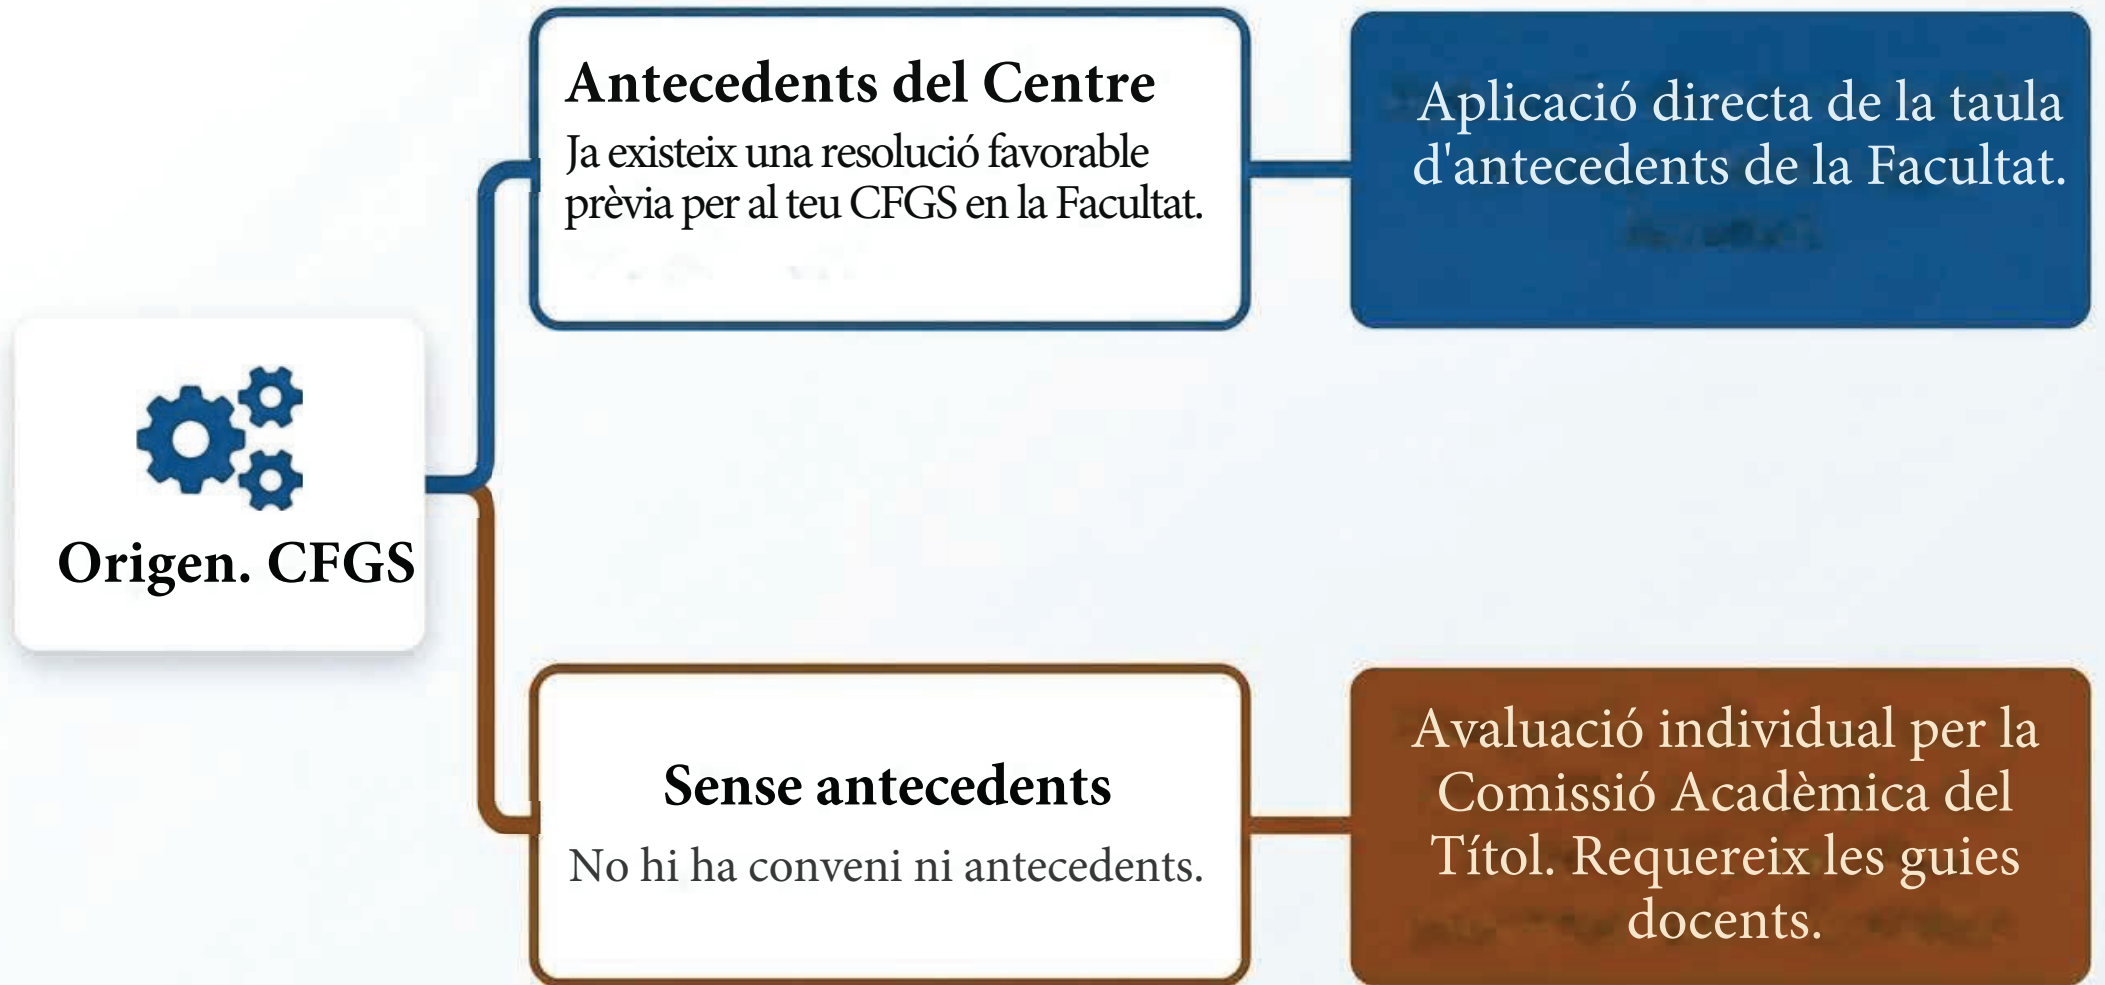 Antecedents del Centre
Ja existeix una resolució favorable
prèvia per al teu CFGS en la Facultat.
Aplicació directa de la taula
d'antecedents de la Facultat.
Origen. CFGS
Sense antecedents
No hi ha conveni ni antecedents.
Avaluació individual per la
Comissió Acadèmica del
Títol. Requereix les guies
docents.